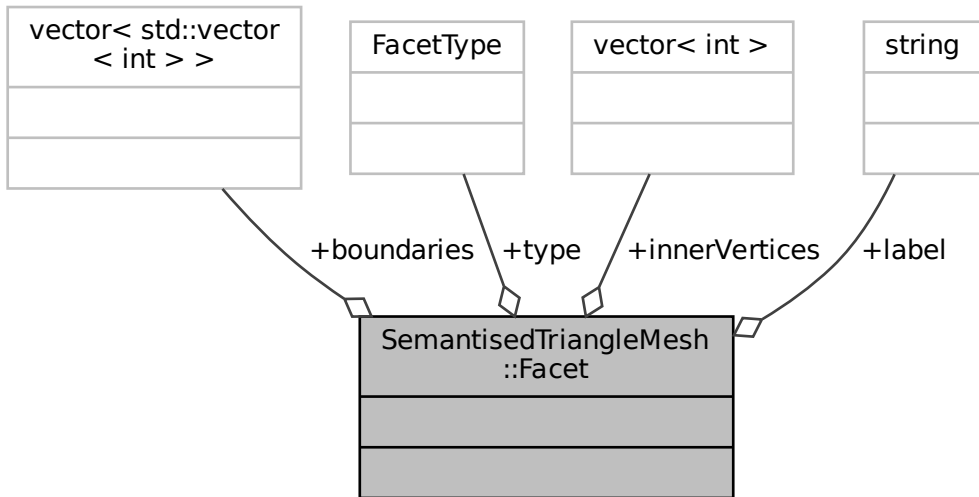 vector< std::vector
< int > >
FacetType
vector< int >
string
+boundaries
+type
+innerVertices
+label
SemantisedTriangleMesh
::Facet